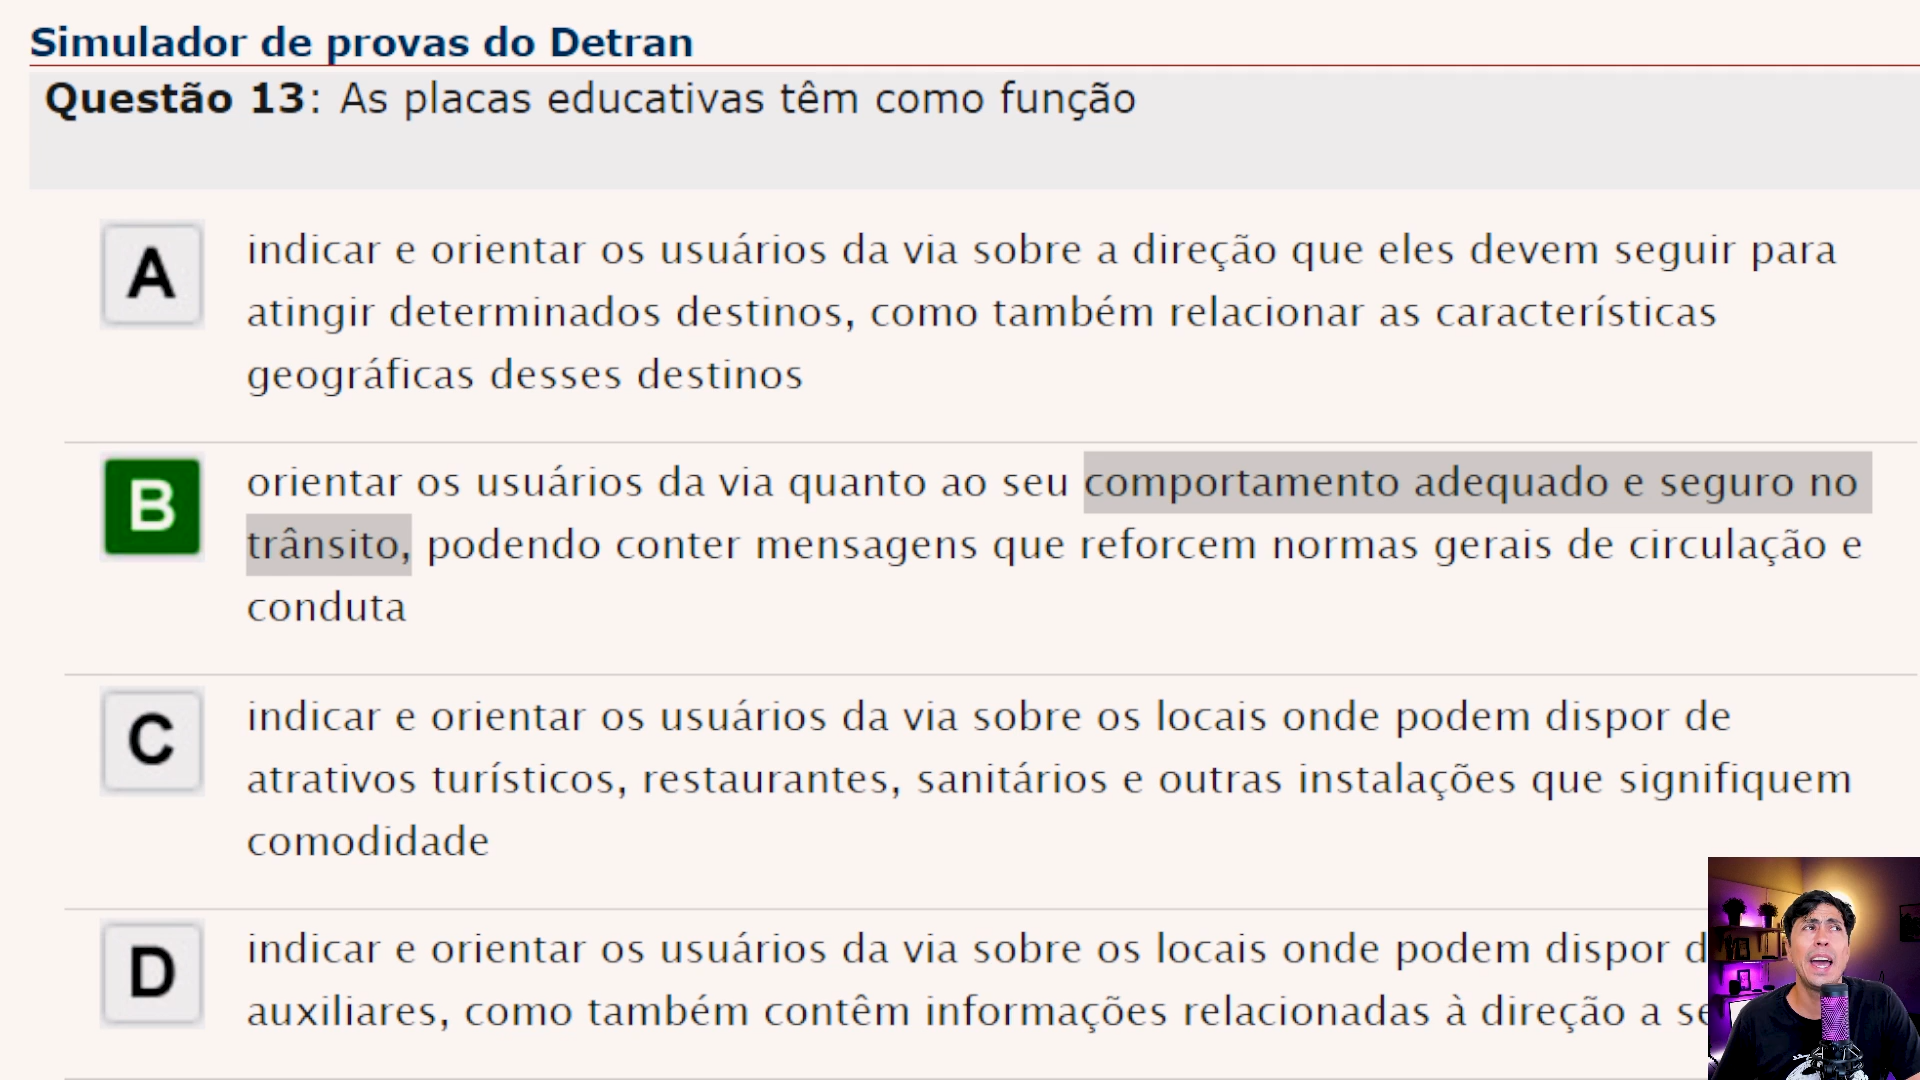 Simulador de provas do Detran
Questão 13: As placas educativas têm como função
A
indicar e orientar os usuários da via sobre a direção que eles devem seguir para
atingir determinados destinos, como também relacionar as características
geográficas desses destinos
B
orientar os usuários da via quanto ao seu comportamento adequado e seguro no
trânsito, podendo conter mensagens que reforcem normas gerais de circulação e
conduta
C
indicar e orientar os usuários da via sobre os locais onde podem dispor de
atrativos turísticos, restaurantes, sanitários e outras instalações que signifiquem
comodidade
D
indicar e orientar os usuários da via sobre os locais onde podem dispor
auxiliares, como também contêm informações relacionadas à direção a